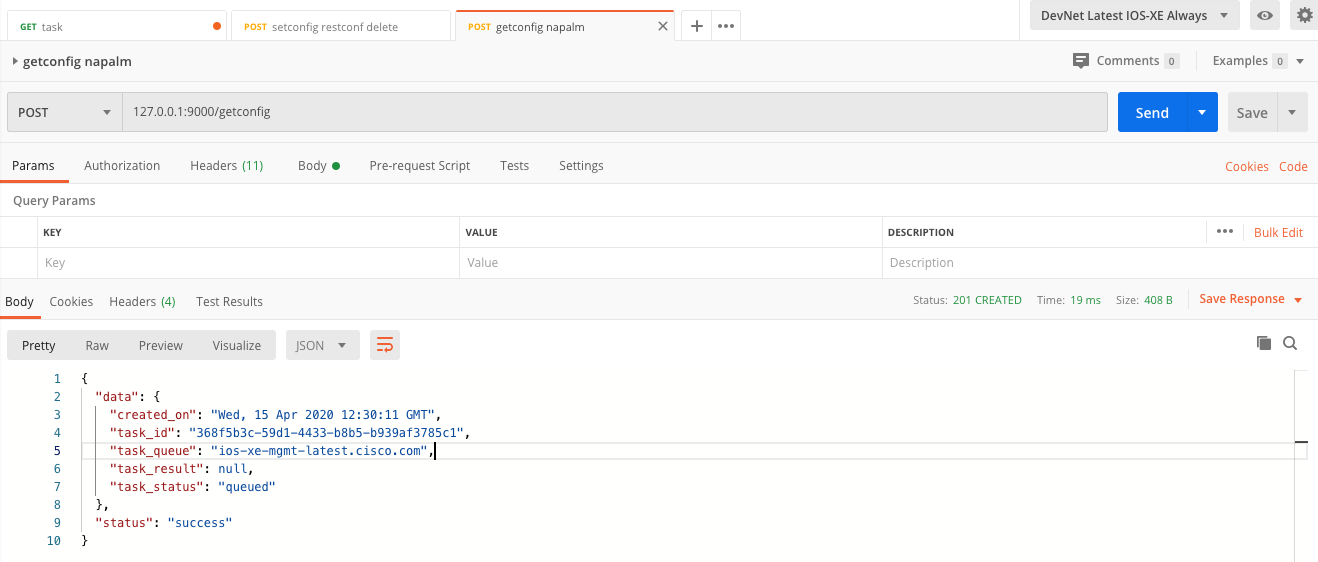 GET task POST setconfig restconf delete POST getconfig napalm DevNet Latest IOS-XE Always
getconfig napalm Comments 0 Examples 0
POST 127.0.0.1:9000/getconfig Send Save
Params Authorization Headers (11) Body Pre-request Script Tests Settings Cookies Code
Query Params
KEY VALUE DESCRIPTION Bulk Edit
Key Value Description
Body Cookies Headers (4) Test Results Status: 201 CREATED Time: 19 ms Size: 408 B Save Response
Pretty Raw Preview Visualize JSON
1 {
2 "data": {
3 "created_on": "Wed, 15 Apr 2020 12:30:11 GMT",
4 "task_id": "368f5b3c-59d1-4433-b8b5-b939af3785c1",
5 "task_queue": "ios-xe-mgmt-latest.cisco.com",
6 "task_result": null,
7 "task_status": "queued"
8 },
9 "status": "success"
10 }